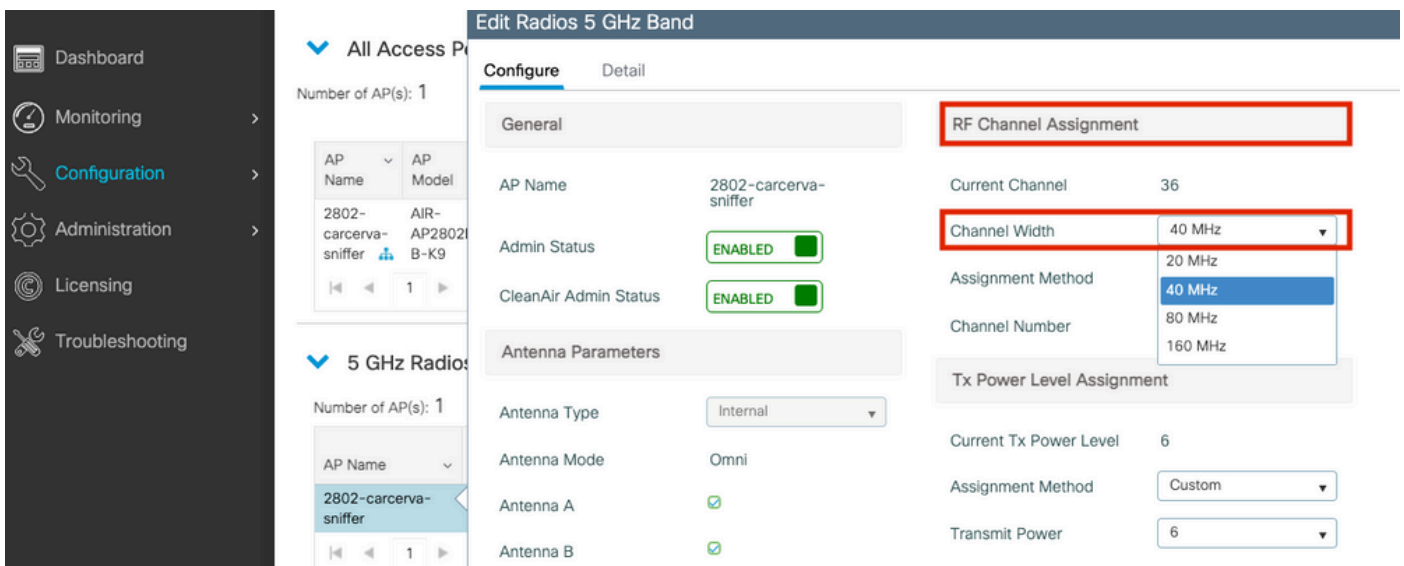 Dashboard
Monitoring
Configuration
Administration
Licensing
Troubleshooting
All Access
Number of AP(s): 1
AP
Name
AP
Model
2802-
carcerva-
sniffer
AIR-
AP2802
B-K9
1
5 GHz Radios
Number of AP(s): 1
AP Name
2802-carcerva-
sniffer
1
Edit Radios 5 GHz Band
Configure
Detail
General
AP Name
2802-carcerva-
sniffer
Admin Status
ENABLED
CleanAir Admin Status
ENABLED
Antenna Parameters
Antenna Type
Internal
Antenna Mode
Omni
Antenna A
Antenna B
RF Channel Assignment
Current Channel
36
Channel Width
40 MHz
20 MHz
40 MHz
80 MHz
160 MHz
Assignment Method
Channel Number
Tx Power Level Assignment
Current Tx Power Level
6
Assignment Method
Custom
Transmit Power
6